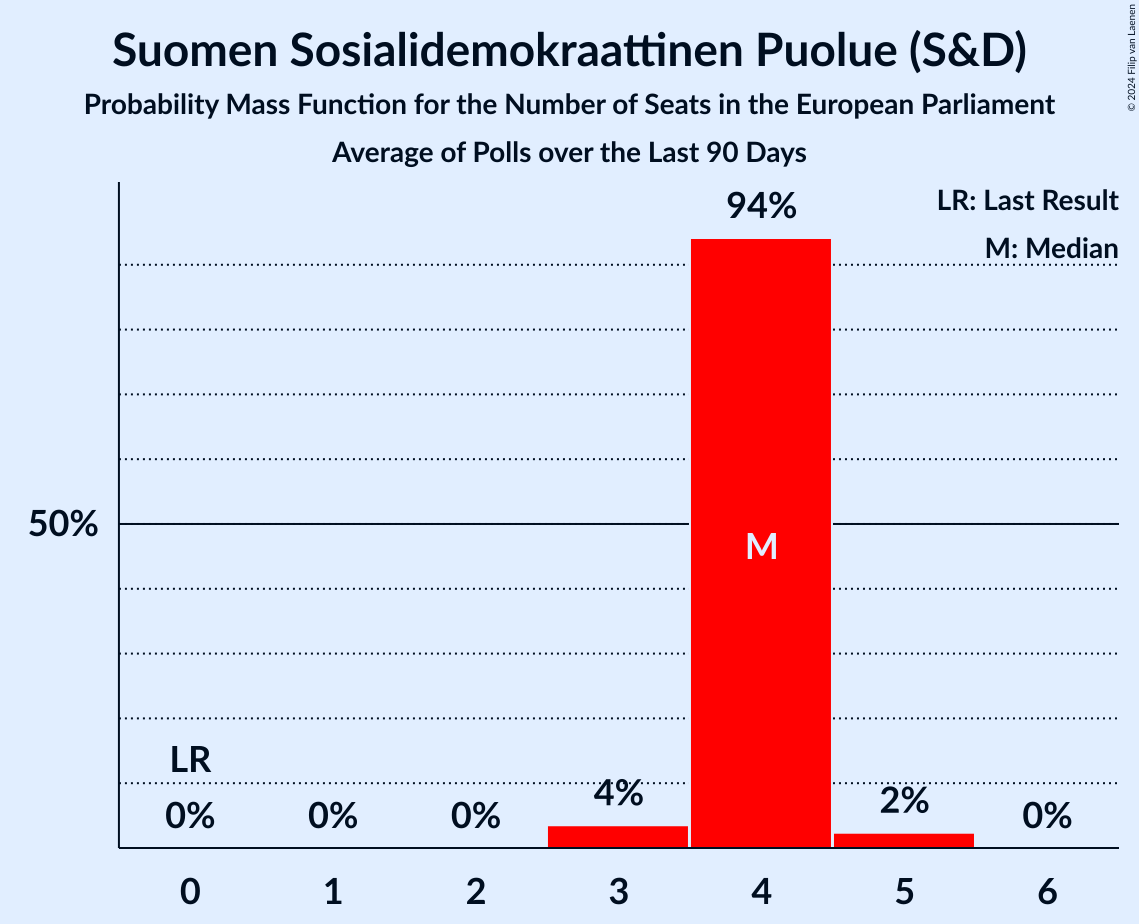 Suomen Sosialidemokraattinen Puolue (S&D)
Probability Mass Function for the Number of Seats in the European Parliament
Average of Polls over the Last 90 Days
© 2024 Filip van Laenen
LR: Last Result
M: Median
94%
50%
M
LR
0%
0%
0%
4%
2%
0%
0
1
2
3
4
5
6